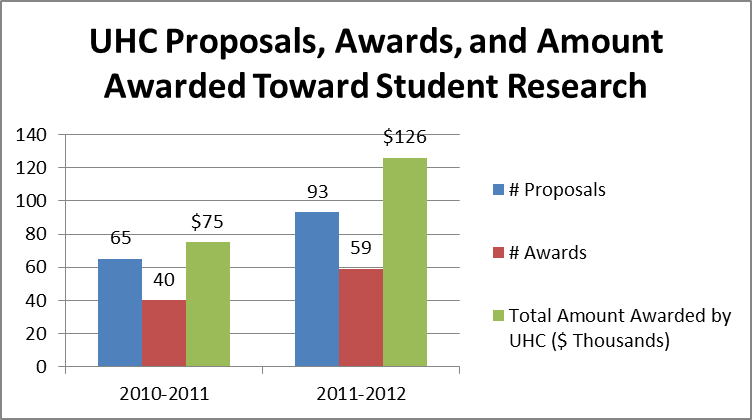 UHC Proposals, Awards, and Amount
Awarded Toward Student Research
140
120
100
80
60
40
20
0
65
40
$75
93
59
$126
2010-2011
2011-2012
# Proposals
# Awards
Total Amount Awarded by
UHC ($ Thousands)